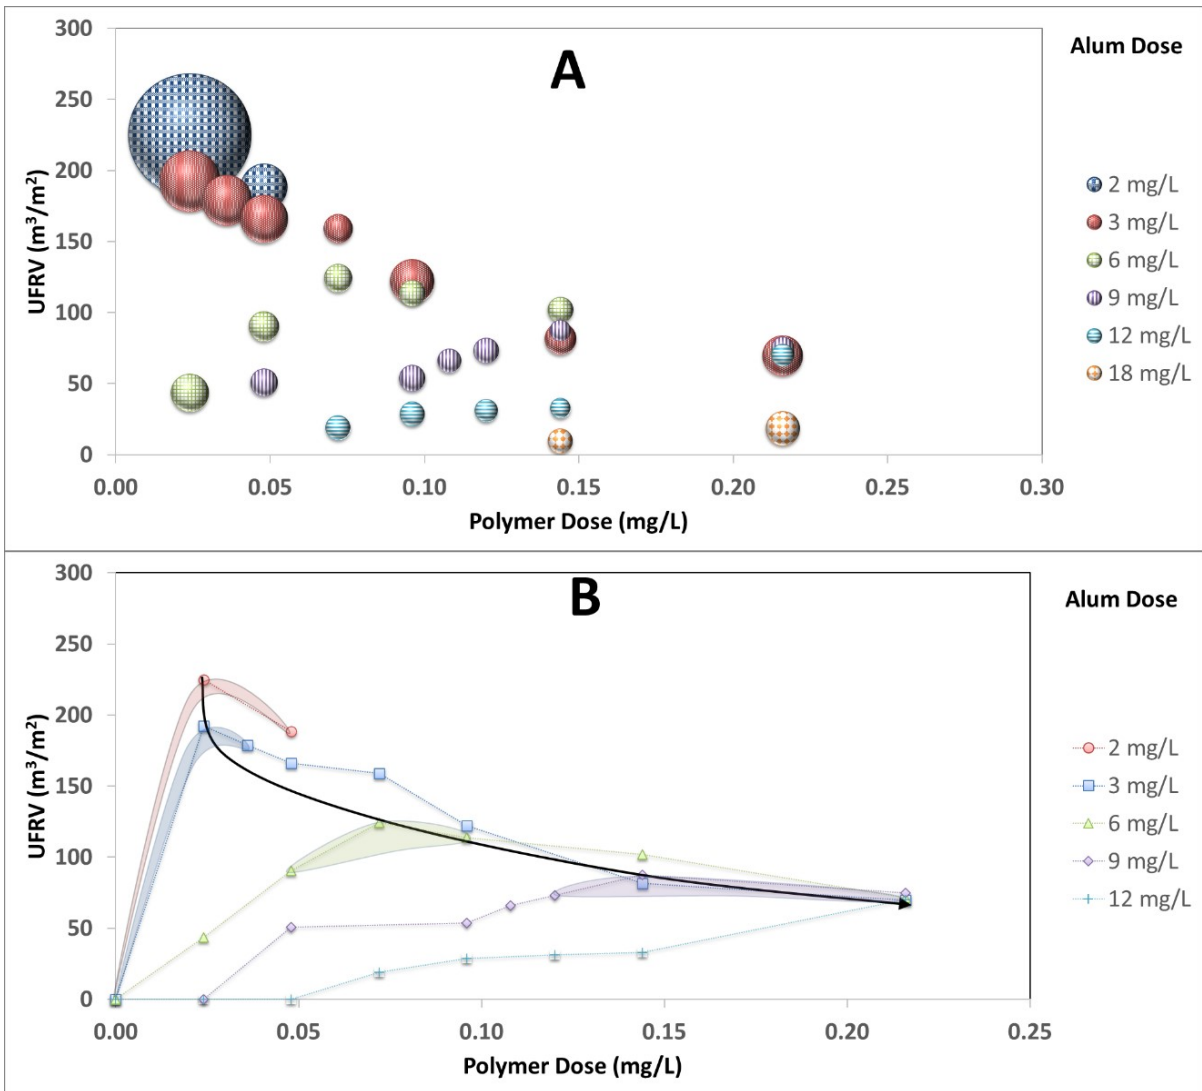 A
Alum Dose
300
250
200
150
100
50
0
UFRV (m³/m²)
0.00 0.05 0.10 0.15 0.20 0.25 0.30
Polymer Dose (mg/L)
2 mg/L
3 mg/L
6 mg/L
9 mg/L
12 mg/L
18 mg/L
B
Alum Dose
300
250
200
150
100
50
0
UFRV (m³/m²)
0.00 0.05 0.10 0.15 0.20 0.25
Polymer Dose (mg/L)
2 mg/L
3 mg/L
6 mg/L
9 mg/L
12 mg/L